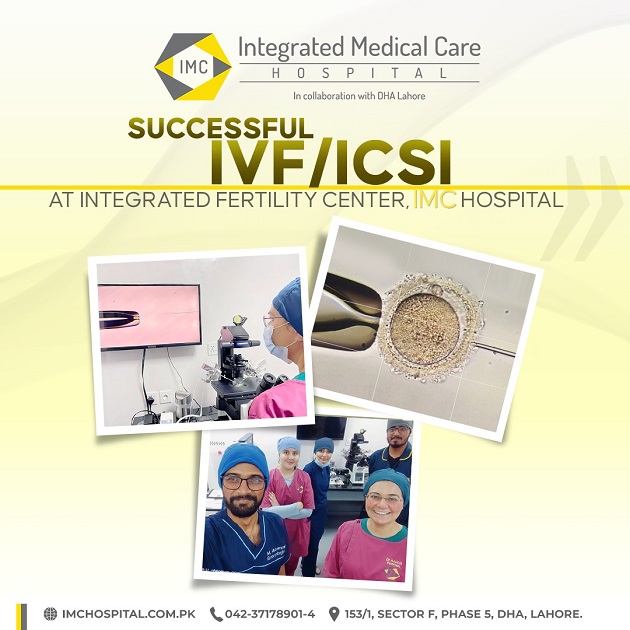 IMC
Integrated Medical Care
HOSPITAL
In collaboration with DHA Lahore
SUCCESSFUL
IVF/ICSI
AT INTEGRATED FERTILITY CENTER, IMC HOSPITAL
IMCHOSPITAL.COM.PK 042-37178901-4 153/1, SECTOR F, PHASE 5, DHA, LAHORE.